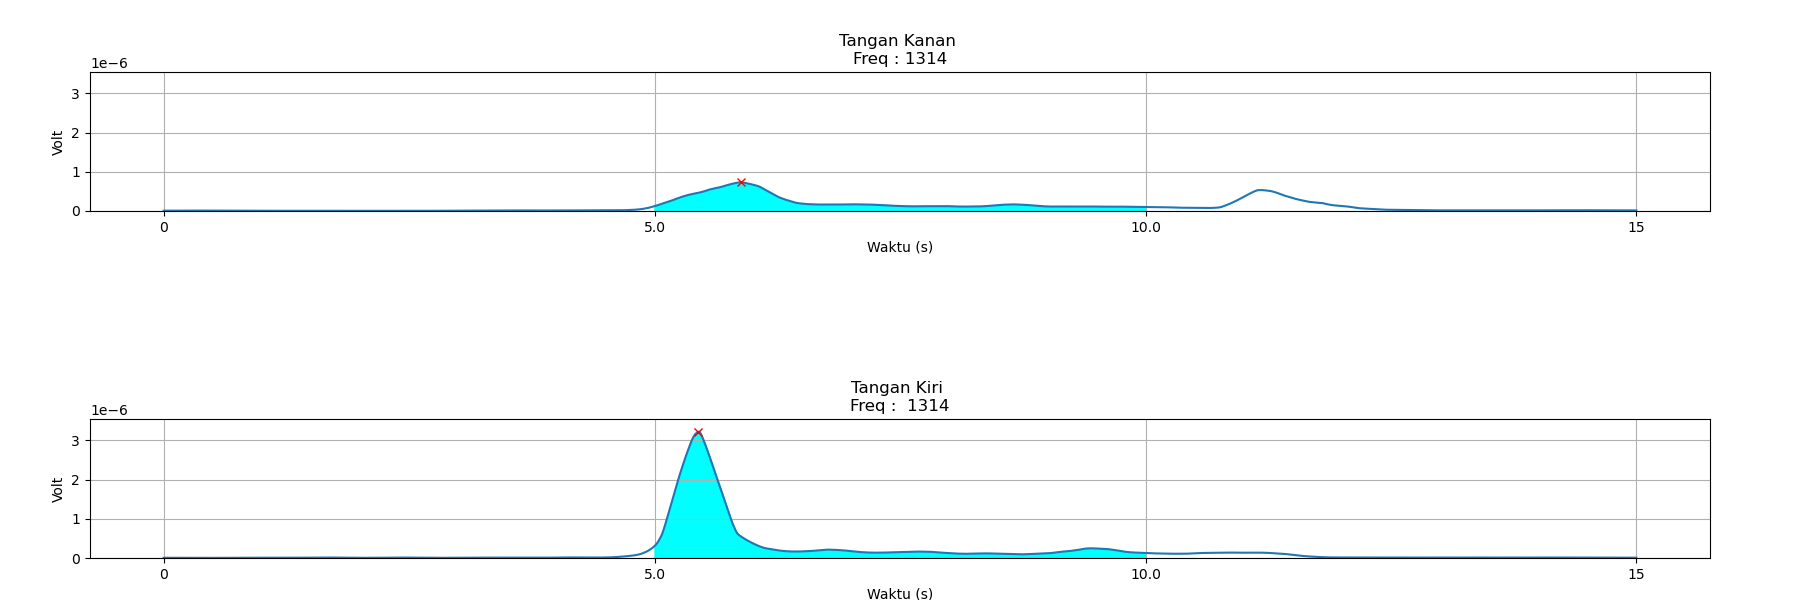 Tangan Kanan
Freq : 1314
1e−6
3
2
1
0
Volt
0
5.0
10.0
15
Waktu (s)
Tangan Kiri
Freq :  1314
1e−6
3
2
1
0
Volt
0
5.0
10.0
15
Waktu (s)